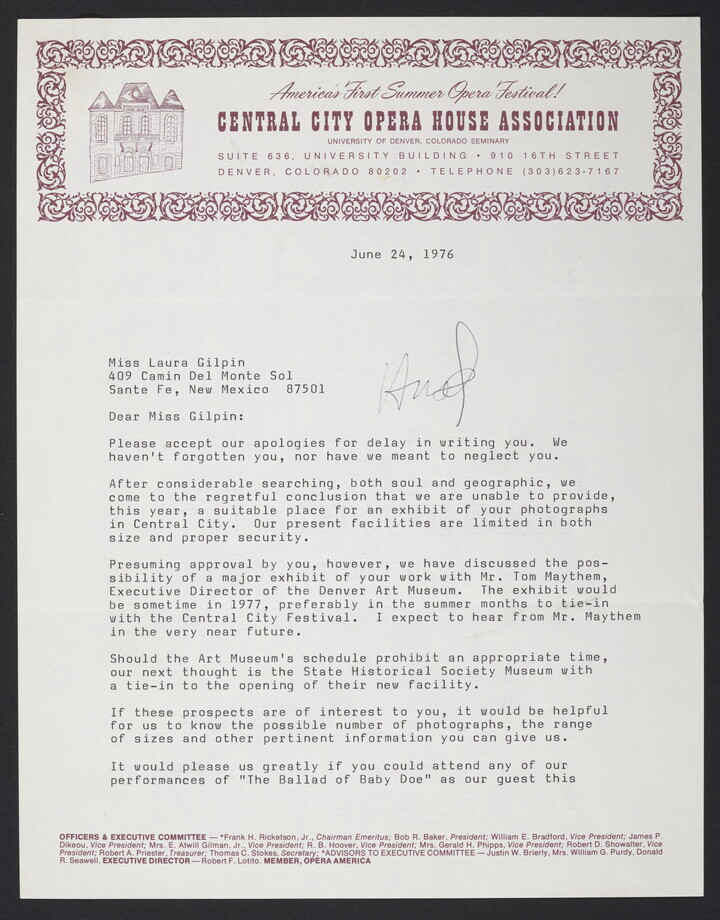 America's First Summer Opera Festival!
CENTRAL CITY OPERA HOUSE ASSOCIATION
UNIVERSITY OF DENVER, COLORADO SEMINARY
SUITE 636, UNIVERSITY BUILDING • 910 16TH STREET
DENVER, COLORADO 80202 • TELEPHONE (303)623-7167
June 24, 1976
Miss Laura Gilpin
409 Camin Del Monte Sol
Sante Fe, New Mexico 87501
Dear Miss Gilpin:
Please accept our apologies for delay in writing you. We
haven't forgotten you, nor have we meant to neglect you.
After considerable searching, both soul and geographic, we
come to the regretful conclusion that we are unable to provide,
this year, a suitable place for an exhibit of your photographs
in Central City. Our present facilities are limited in both
size and proper security.
Presuming approval by you, however, we have discussed the pos-
sibility of a major exhibit of your work with Mr. Tom Maythem,
Executive Director of the Denver Art Museum. The exhibit would
be sometime in 1977, preferably in the summer months to tie-in
with the Central City Festival. I expect to hear from Mr. Maythem
in the very near future.
Should the Art Museum's schedule prohibit an appropriate time,
our next thought is the State Historical Society Museum with
a tie-in to the opening of their new facility.
If these prospects are of interest to you, it would be helpful
for us to know the possible number of photographs, the range
of sizes and other pertinent information you can give us.
It would please us greatly if you could attend any of our
performances of "The Ballad of Baby Doe" as our guest this
OFFICERS & EXECUTIVE COMMITTEE — *Frank H. Ricketson, Jr., Chairman Emeritus; Bob R. Baker, President; William E. Bradford, Vice President; James P.
Dikeou, Vice President; Mrs. E. Atwill Gilman, Jr., Vice President; R. B. Hoover, Vice President; Mrs. Gerald H. Phipps, Vice President; Robert D. Showalter, Vice
President; Robert A. Priester, Treasurer; Thomas C. Stokes, Secretary; *ADVISORS TO EXECUTIVE COMMITTEE — Justin W. Brierly, Mrs. William G. Purdy, Donald
R. Seawell. EXECUTIVE DIRECTOR — Robert F. Lotito. MEMBER, OPERA AMERICA